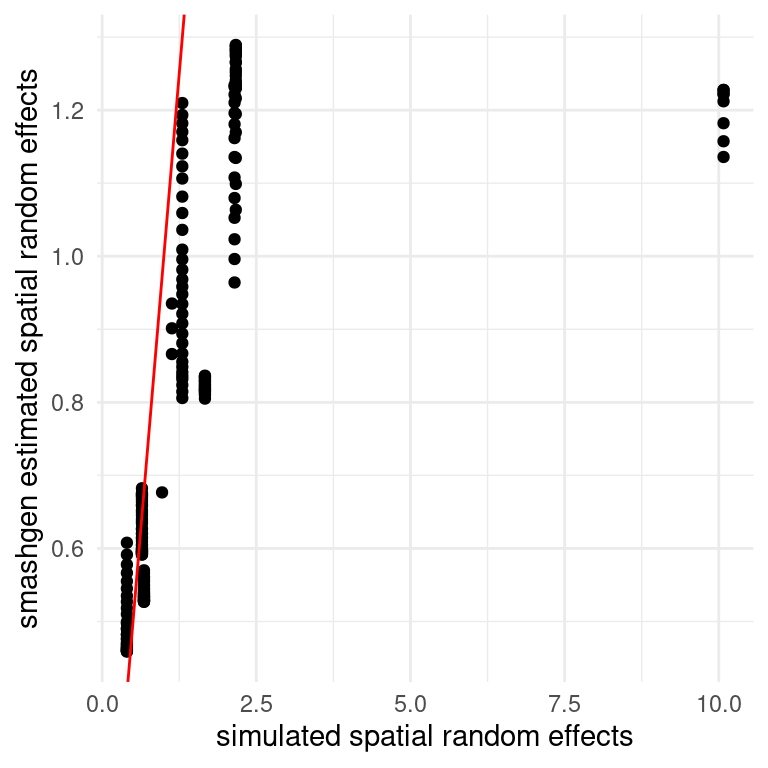 smashgen estimated spatial random effects
1.2
1.0
0.8
0.6
0.0 2.5 5.0 7.5 10.0
simulated spatial random effects